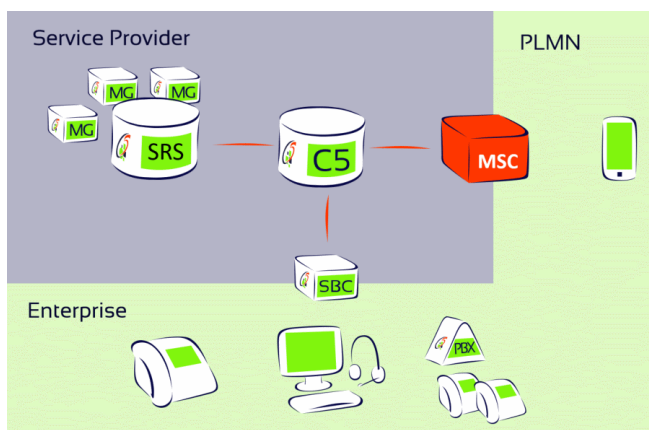 Service Provider
PLMN
MG
MG
MG
SRS
C5
MSC
SBC
Enterprise
PBX